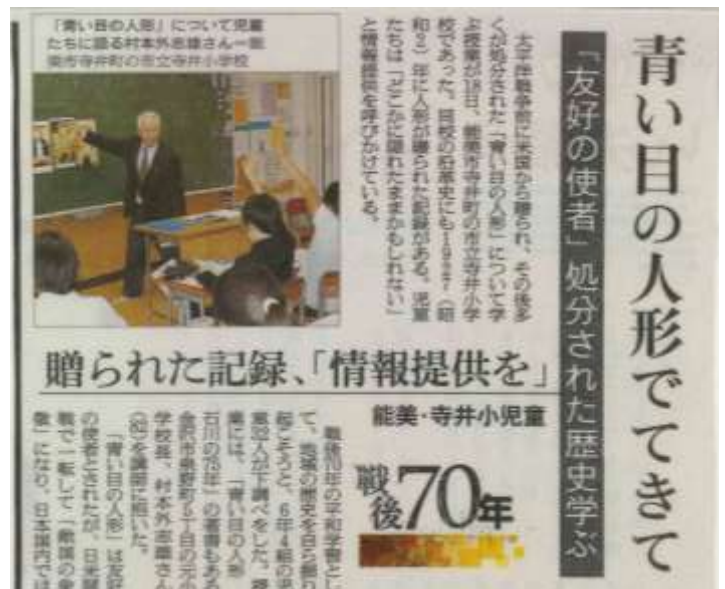 青い目の人形でてきて
「友好の使者」処分された歴史学ぶ
太平洋戦争前に米国から贈られ、その後多
くが処分された「青い目の人形」について学
ぶ授業が18日、能美市寺井町の市立寺井小学
校であった。同校の沿革史にも1927(昭
和2)年に人形が贈られた記録がある。児童
たちは「どこかに隠れたままかもしれない」
と情報提供を呼びかけている。
「青い目の人形」について児童
たちに語る村本外志雄さん=能
美市寺井町の市立寺井小学校
贈られた記録、「情報提供を」
能美・寺井小児童
戦後70年
戦後70年の平和学習とし
て、地域の歴史を自ら掘り
起こそうと、6年4組の児
童32人が下調べをした。授
業には、「青い目の人形
石川の75年」の著書もある
金沢市泉野町5丁目の元小
学校長、村本外志雄さん
(82)を講師に招いた。
「青い目の人形」は友好
の使者とされたが、日米開
戦で一転して「敵国の象
徴」になり、日本国内では